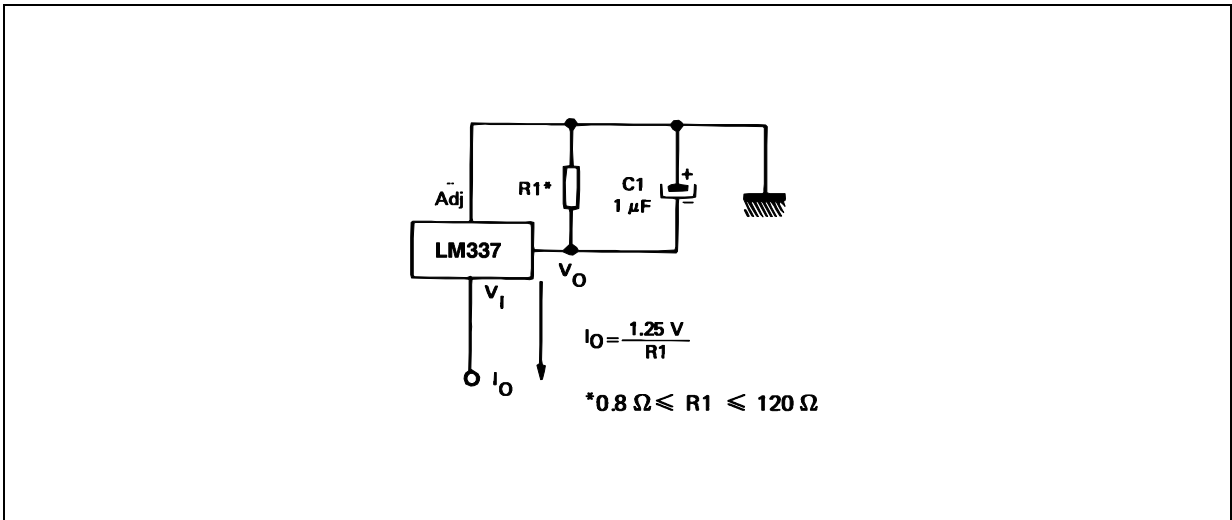 R1*
C1
1 μF
+
−
Adj
LM337
V_O
V_I
I_O = 1.25 V / R1
I_O
*0.8 Ω ⩽ R1 ⩽ 120 Ω